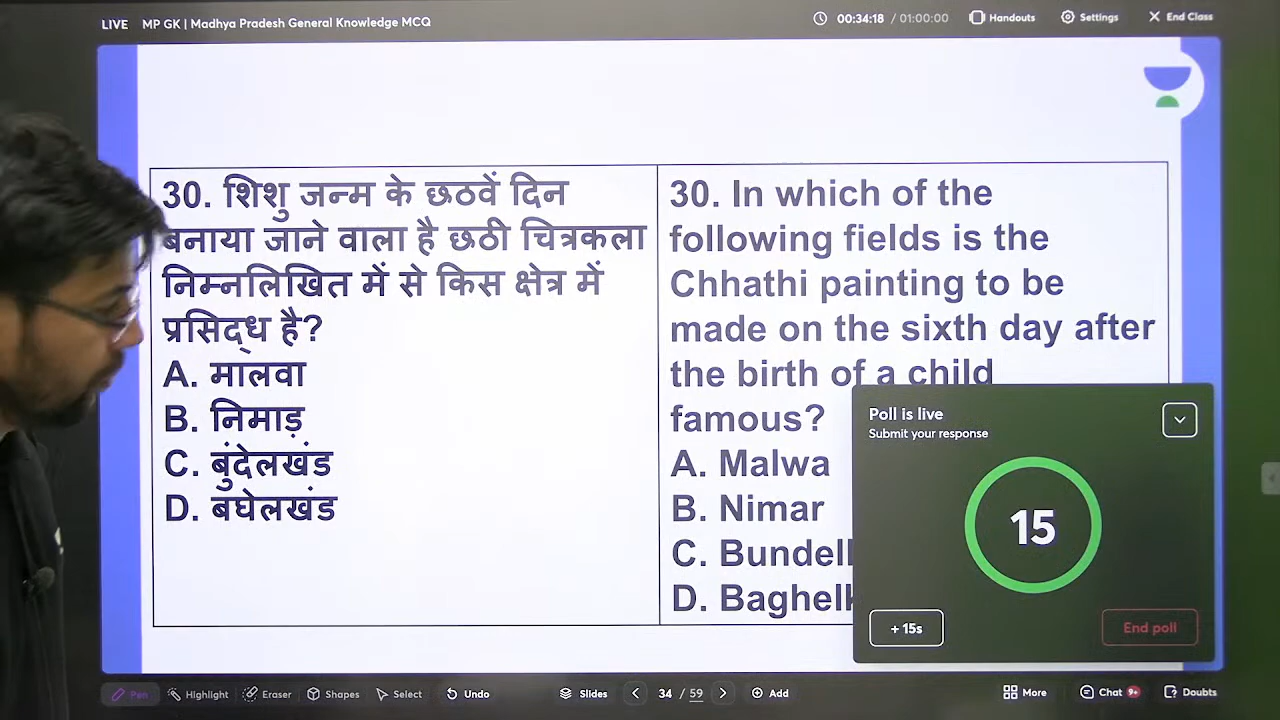 LIVE MP GK | Madhya Pradesh General Knowledge MCQ
00:34:18 / 01:00:00
Handouts
Settings
End Class
30. शिशु जन्म के छठवें दिन
बनाया जाने वाला है छठी चित्रकला
निम्नलिखित में से किस क्षेत्र में
प्रसिद्ध है?
A. मालवा
B. निमाड़
C. बुंदेलखंड
D. बघेलखंड
30. In which of the
following fields is the
Chhathi painting to be
made on the sixth day after
the birth of a child
famous?
A. Malwa
B. Nimar
C.
D.
Poll is live
Submit your response
15
+ 15s
End poll
Pen
Highlight
Eraser
Shapes
Select
Undo
Slides
34 / 59
Add
More
Chat 9+
Doubts